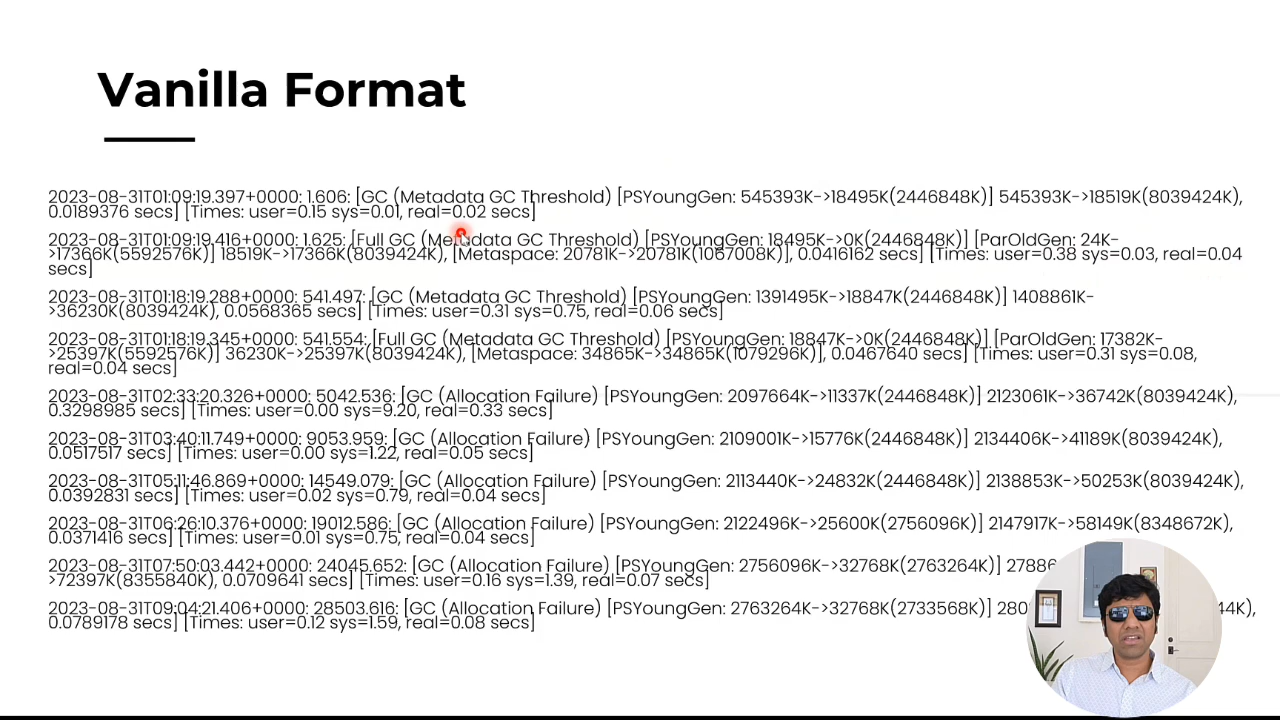 Vanilla Format
2023-08-31T01:09:19.397+0000: 1.606: [GC (Metadata GC Threshold) [PSYoungGen: 545393K->18495K(2446848K)] 545393K->18519K(8039424K),
0.0189376 secs] [Times: user=0.15 sys=0.01, real=0.02 secs]
2023-08-31T01:09:19.416+0000: 1.625: [Full GC (Metadata GC Threshold) [PSYoungGen: 18495K->0K(2446848K)] [ParOldGen: 24K-
>17366K(5592576K)] 18519K->17366K(8039424K), [Metaspace: 20781K->20781K(1067008K)], 0.0416162 secs] [Times: user=0.38 sys=0.03, real=0.04
secs]
2023-08-31T01:18:19.288+0000: 541.497: [GC (Metadata GC Threshold) [PSYoungGen: 1391495K->18847K(2446848K)] 1408861K-
>36230K(8039424K), 0.0568365 secs] [Times: user=0.31 sys=0.75, real=0.06 secs]
2023-08-31T01:18:19.345+0000: 541.554: [Full GC (Metadata GC Threshold) [PSYoungGen: 18847K->0K(2446848K)] [ParOldGen: 17382K-
>25397K(5592576K)] 36230K->25397K(8039424K), [Metaspace: 34865K->34865K(1079296K)], 0.0467640 secs] [Times: user=0.31 sys=0.08,
real=0.04 secs]
2023-08-31T02:33:20.326+0000: 5042.536: [GC (Allocation Failure) [PSYoungGen: 2097664K->11337K(2446848K)] 2123061K->36742K(8039424K),
0.3298985 secs] [Times: user=0.00 sys=9.20, real=0.33 secs]
2023-08-31T03:40:11.749+0000: 9053.959: [GC (Allocation Failure) [PSYoungGen: 2109001K->15776K(2446848K)] 2134406K->41189K(8039424K),
0.0517517 secs] [Times: user=0.00 sys=1.22, real=0.05 secs]
2023-08-31T05:11:46.869+0000: 14549.079: [GC (Allocation Failure) [PSYoungGen: 2113440K->24832K(2446848K)] 2138853K->50253K(8039424K),
0.0392831 secs] [Times: user=0.02 sys=0.79, real=0.04 secs]
2023-08-31T06:26:10.376+0000: 19012.586: [GC (Allocation Failure) [PSYoungGen: 2122496K->25600K(2756096K)] 2147917K->58149K(8348672K),
0.0371416 secs] [Times: user=0.01 sys=0.75, real=0.04 secs]
2023-08-31T07:50:03.442+0000: 24045.652: [GC (Allocation Failure) [PSYoungGen: 2756096K->32768K(2763264K)]
>72397K(8355840K), 0.0709641 secs] [Times: user=0.16 sys=1.39, real=0.07 secs]
2023-08-31T09:04:21.406+0000: 28503.616: [GC (Allocation Failure) [PSYoungGen: 2763264K->32768K(2733568K)]
0.0789178 secs] [Times: user=0.12 sys=1.59, real=0.08 secs]